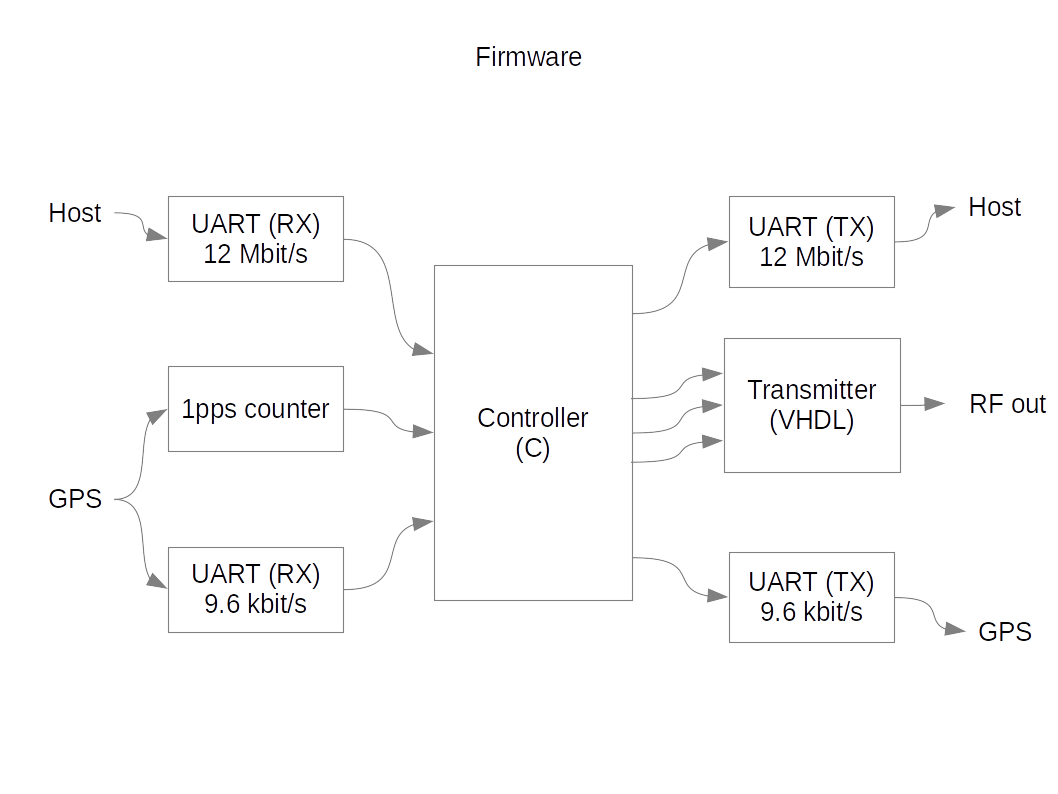 Firmware
Host
UART (RX)
12 Mbit/s
UART (TX)
12 Mbit/s
Host
1pps counter
Controller
(C)
Transmitter
(VHDL)
RF out
GPS
UART (RX)
9.6 kbit/s
UART (TX)
9.6 kbit/s
GPS